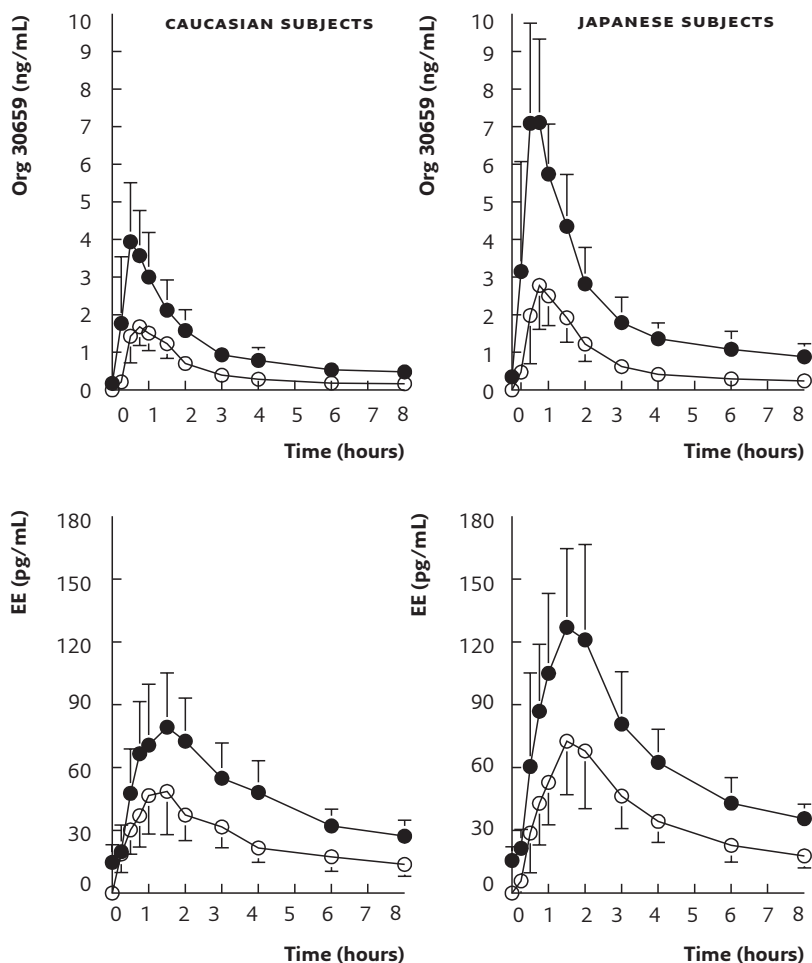 CAUCASIAN SUBJECTS
Org 30659 (ng/mL)
10
9
8
7
6
5
4
3
2
1
0
0 1 2 3 4 5 6 7 8
Time (hours)
JAPANESE SUBJECTS
Org 30659 (ng/mL)
10
9
8
7
6
5
4
3
2
1
0
0 1 2 3 4 5 6 7 8
Time (hours)
EE (pg/mL)
180
150
120
90
60
30
0
0 1 2 3 4 5 6 7 8
Time (hours)
EE (pg/mL)
180
150
120
90
60
30
0
0 1 2 3 4 5 6 7 8
Time (hours)